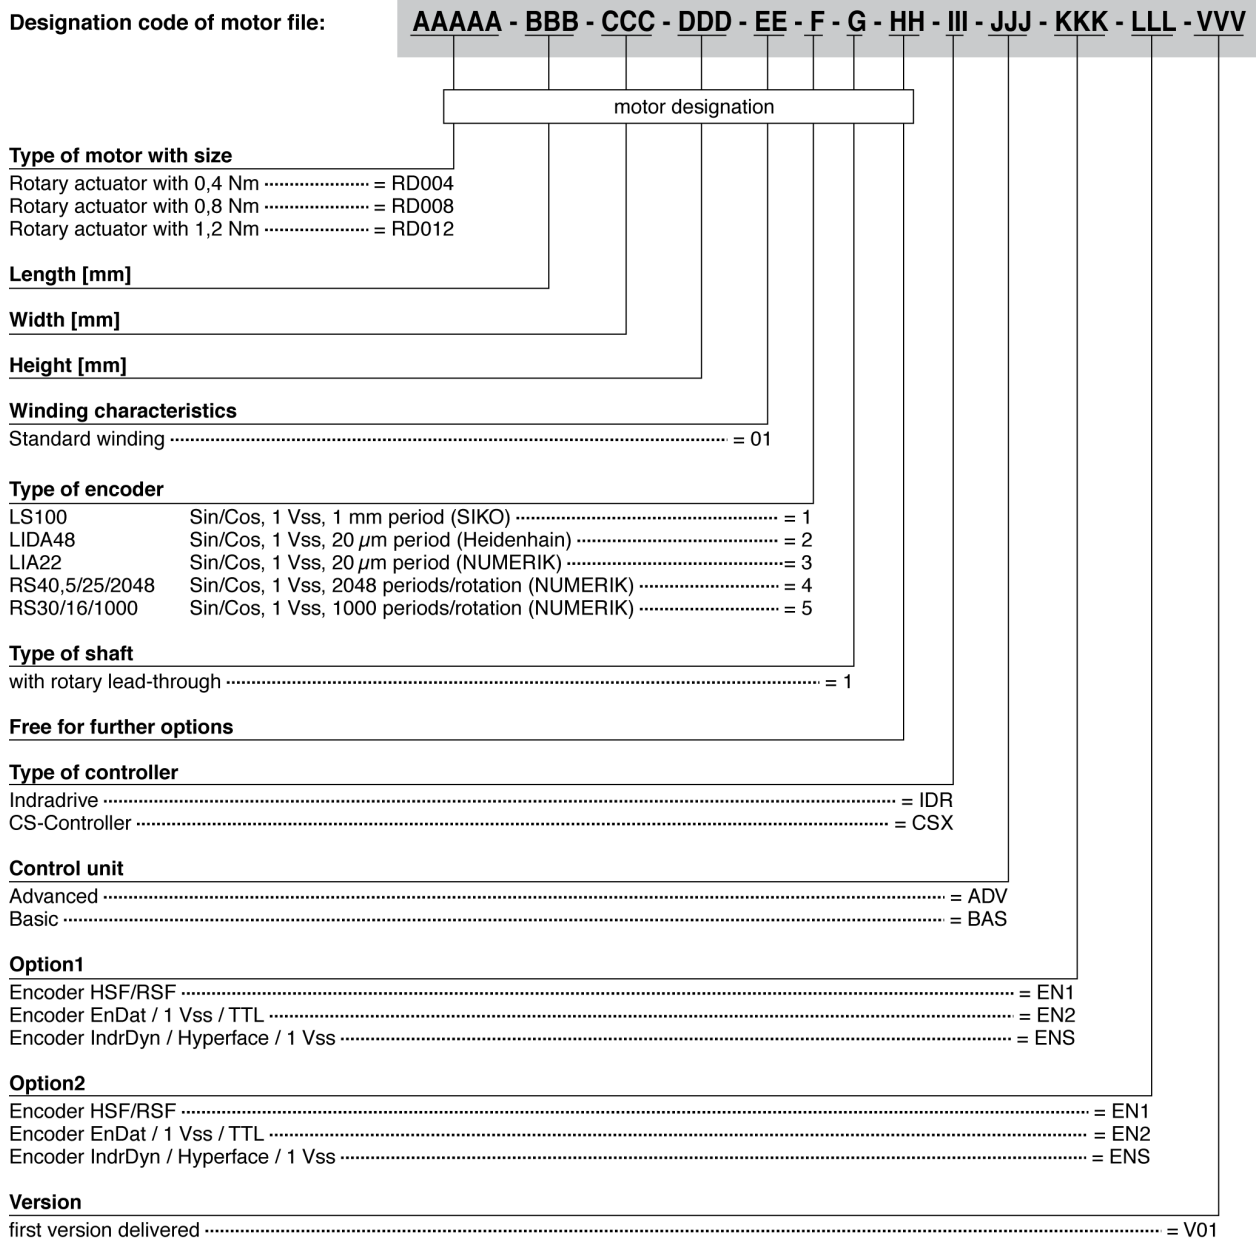 Designation code of motor file: AAAAA - BBB - CCC - DDD - EE - F - G - HH - III - JJJ - KKK - LLL - VVV
motor designation
Type of motor with size
Rotary actuator with 0,4 Nm = RD004
Rotary actuator with 0,8 Nm = RD008
Rotary actuator with 1,2 Nm = RD012
Length [mm]
Width [mm]
Height [mm]
Winding characteristics
Standard winding = 01
Type of encoder
LS100 Sin/Cos, 1 Vss, 1 mm period (SIKO) = 1
LIDA48 Sin/Cos, 1 Vss, 20 µm period (Heidenhain) = 2
LIA22 Sin/Cos, 1 Vss, 20 µm period (NUMERIK) = 3
RS40,5/25/2048 Sin/Cos, 1 Vss, 2048 periods/rotation (NUMERIK) = 4
RS30/16/1000 Sin/Cos, 1 Vss, 1000 periods/rotation (NUMERIK) = 5
Type of shaft
with rotary lead-through = 1
Free for further options
Type of controller
Indradrive = IDR
CS-Controller = CSX
Control unit
Advanced = ADV
Basic = BAS
Option1
Encoder HSF/RSF = EN1
Encoder EnDat / 1 Vss / TTL = EN2
Encoder IndrDyn / Hyperface / 1 Vss = ENS
Option2
Encoder HSF/RSF = EN1
Encoder EnDat / 1 Vss / TTL = EN2
Encoder IndrDyn / Hyperface / 1 Vss = ENS
Version
first version delivered = V01